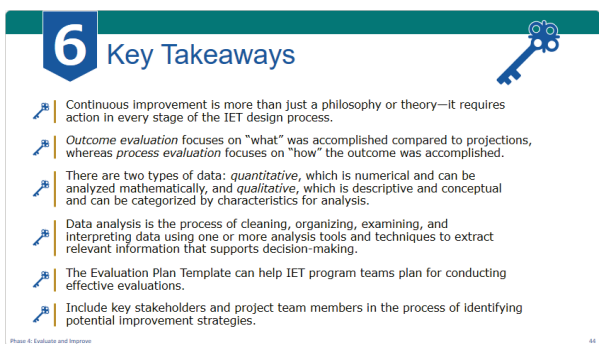 6
Key Takeaways
Continuous improvement is more than just a philosophy or theory—it requires
action in every stage of the IET design process.
Outcome evaluation focuses on "what" was accomplished compared to projections,
whereas process evaluation focuses on "how" the outcome was accomplished.
There are two types of data: quantitative, which is numerical and can be
analyzed mathematically, and qualitative, which is descriptive and conceptual
and can be categorized by characteristics for analysis.
Data analysis is the process of cleaning, organizing, examining, and
interpreting data using one or more analysis tools and techniques to extract
relevant information that supports decision-making.
The Evaluation Plan Template can help IET program teams plan for conducting
effective evaluations.
Include key stakeholders and project team members in the process of identifying
potential improvement strategies.
Phase 4: Evaluate and Improve
44